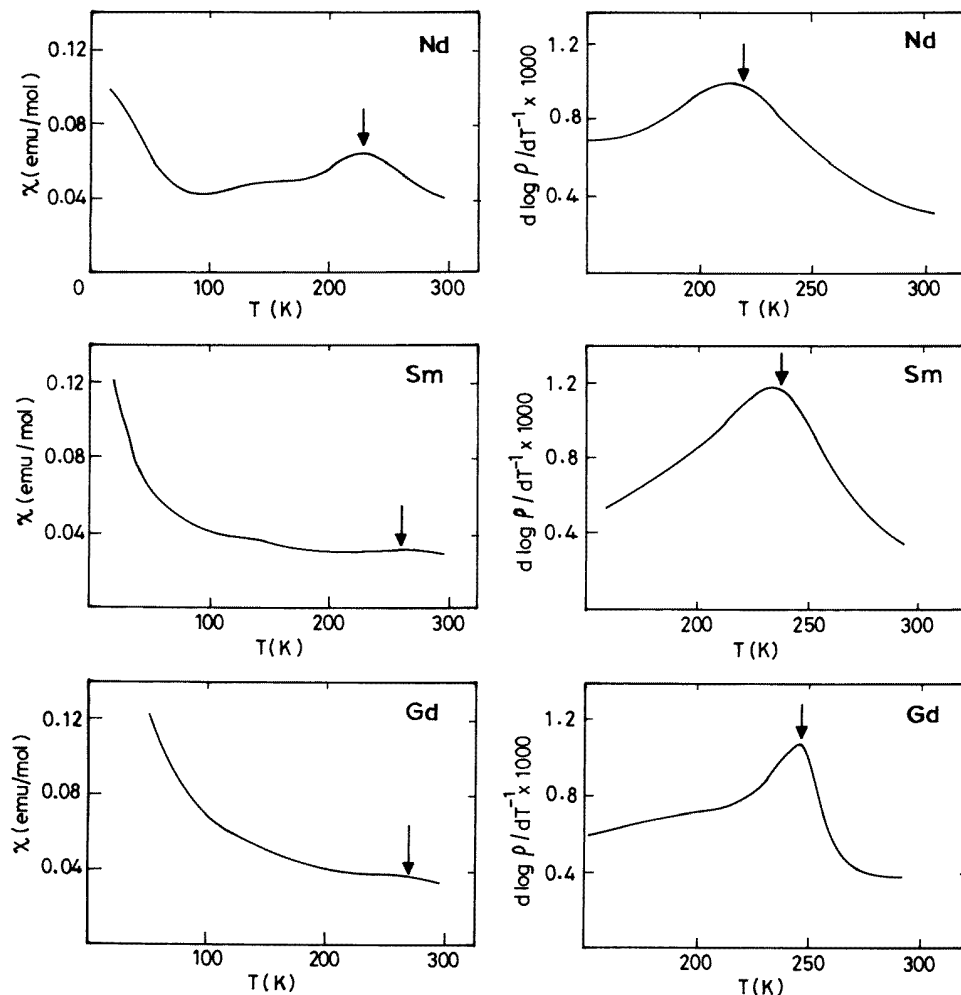 Nd
χ (emu/mol)
0.12
0.08
0.04
0
100
200
300
T (K)
Nd
d log ρ / dT⁻¹ x 1000
1.2
0.8
0.4
200
250
300
T (K)
Sm
χ (emu/mol)
0.12
0.08
0.04
100
200
300
T(K)
Sm
d log ρ / dT⁻¹ x 1000
1.2
0.8
0.4
200
250
300
T (K)
Gd
χ (emu/mol)
0.12
0.08
0.04
100
200
300
T(K)
Gd
d log ρ / dT⁻¹ x 1000
1.2
0.8
0.4
200
250
300
T (K)